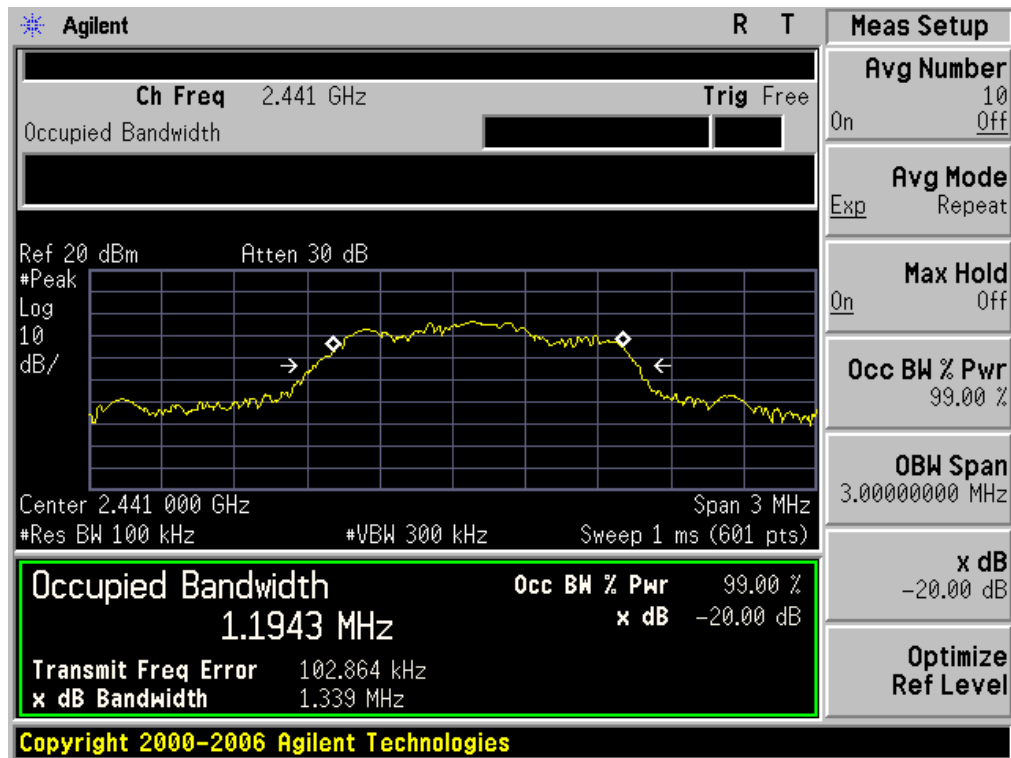 Agilent R T
Ch Freq 2.441 GHz Trig Free
Occupied Bandwidth
Ref 20 dBm Atten 30 dB
#Peak
Log
10
dB/
Center 2.441 000 GHz Span 3 MHz
#Res BW 100 kHz #VBW 300 kHz Sweep 1 ms (601 pts)
Occupied Bandwidth Occ BW % Pwr 99.00 %
1.1943 MHz x dB -20.00 dB
Transmit Freq Error 102.864 kHz
x dB Bandwidth 1.339 MHz
Copyright 2000-2006 Agilent Technologies
Meas Setup
Avg Number
10
On Off
Avg Mode
Exp Repeat
Max Hold
On Off
Occ BW % Pwr
99.00 %
OBW Span
3.00000000 MHz
x dB
-20.00 dB
Optimize
Ref Level